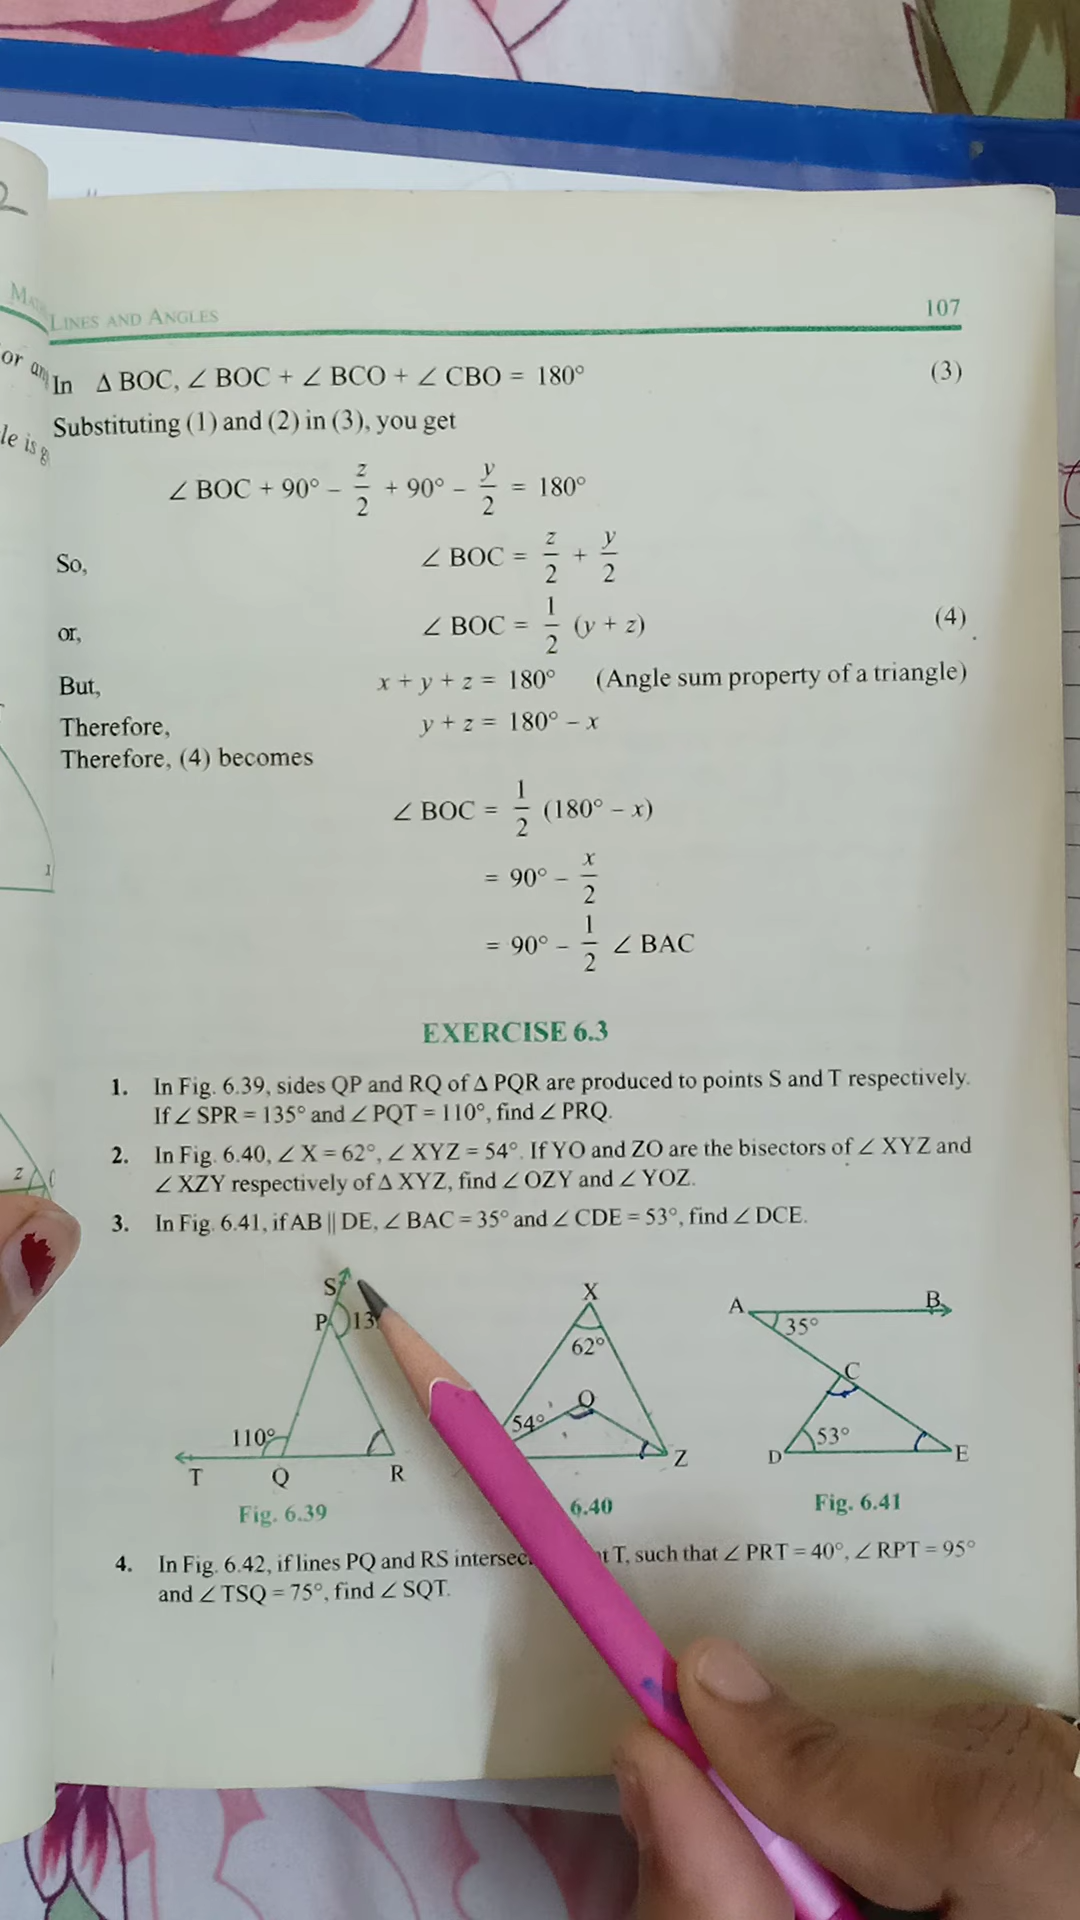 2
LINES AND ANGLES 107
or
le is g
In Δ BOC, ∠ BOC + ∠ BCO + ∠ CBO = 180° (3)
Substituting (1) and (2) in (3), you get
∠ BOC + 90° – z/2 + 90° – y/2 = 180°
So, ∠ BOC = z/2 + y/2
or, ∠ BOC = 1/2 (y + z) (4)
But, x + y + z = 180° (Angle sum property of a triangle)
Therefore, y + z = 180° – x
Therefore, (4) becomes
∠ BOC = 1/2 (180° – x)
= 90° – x/2
= 90° – 1/2 ∠ BAC
EXERCISE 6.3
1. In Fig. 6.39, sides QP and RQ of Δ PQR are produced to points S and T respectively.
If ∠ SPR = 135° and ∠ PQT = 110°, find ∠ PRQ.
2. In Fig. 6.40, ∠ X = 62°, ∠ XYZ = 54°. If YO and ZO are the bisectors of ∠ XYZ and
∠ XZY respectively of Δ XYZ, find ∠ OZY and ∠ YOZ.
3. In Fig. 6.41, if AB || DE, ∠ BAC = 35° and ∠ CDE = 53°, find ∠ DCE.
z
S
P 13
110°
T Q R
Fig. 6.39
X
62°
O
54°
Z
6.40
A B
35°
C
53°
D E
Fig. 6.41
4. In Fig. 6.42, if lines PQ and RS intersec t T, such that ∠ PRT = 40°, ∠ RPT = 95°
and ∠ TSQ = 75°, find ∠ SQT.